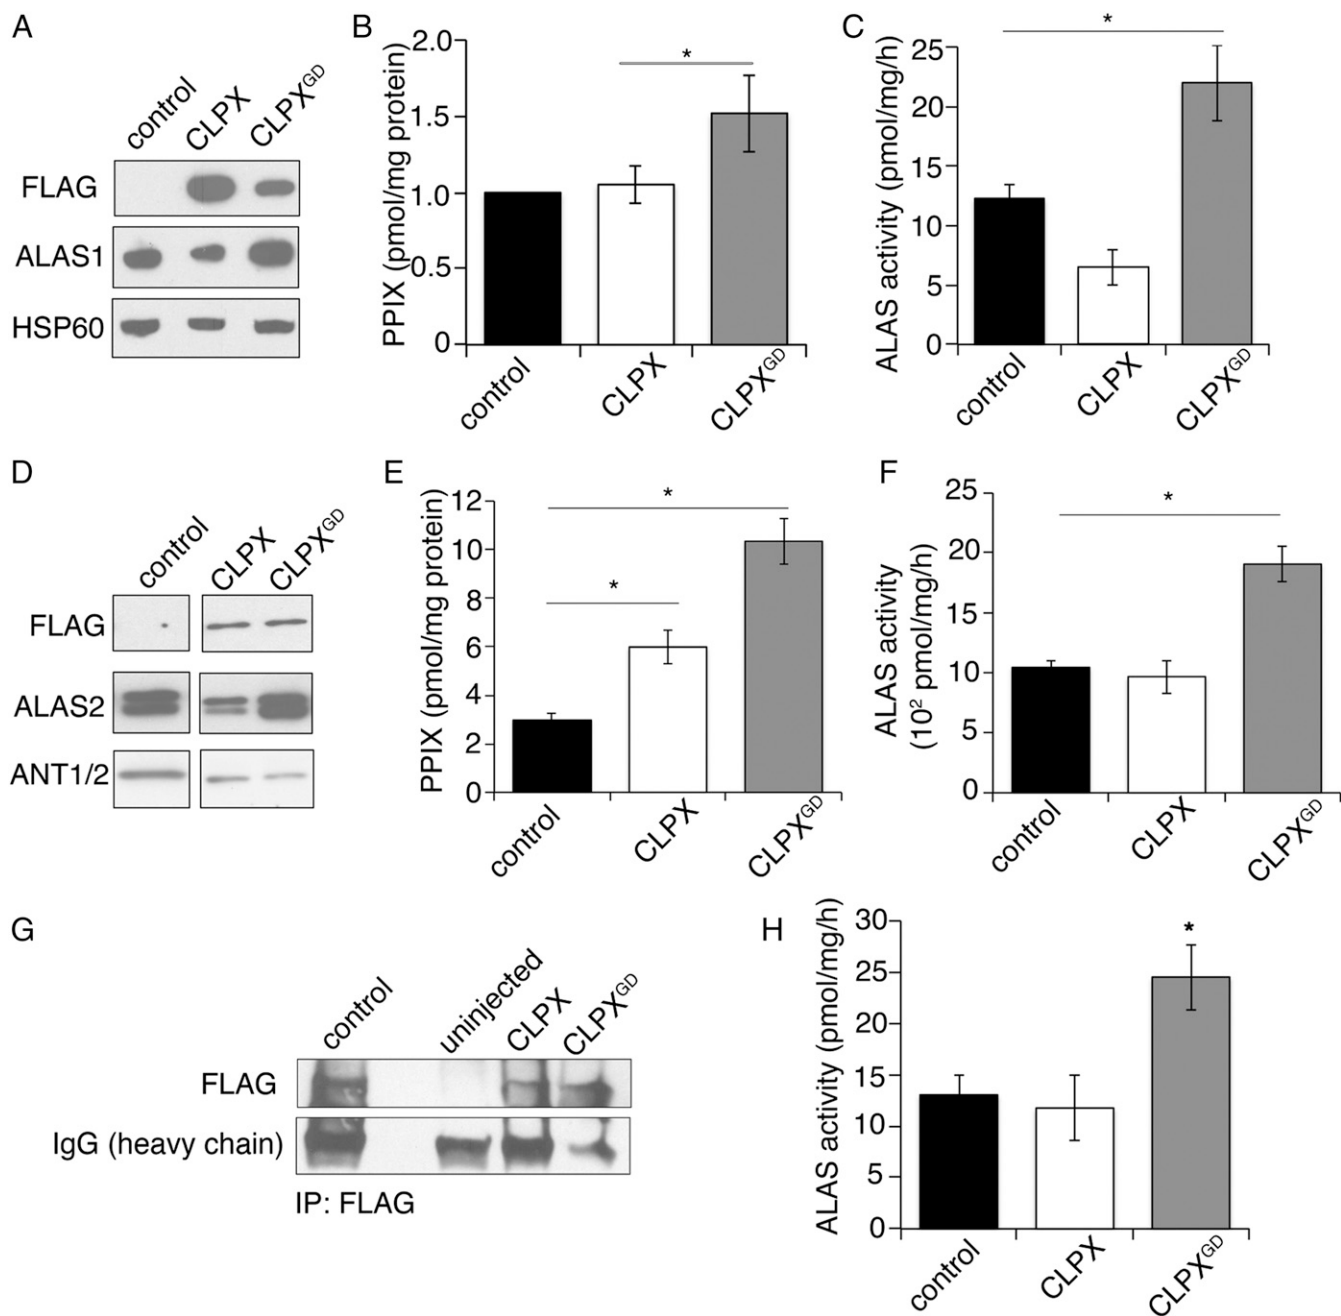 A
control
CLPX
CLPXᴳᴰ
FLAG
ALAS1
HSP60
B
PPIX (pmol/mg protein)
2.0
1.5
1.0
0.5
0
*
control
CLPX
CLPXᴳᴰ
C
ALAS activity (pmol/mg/h)
25
20
15
10
5
0
*
control
CLPX
CLPXᴳᴰ
D
control
CLPX
CLPXᴳᴰ
FLAG
ALAS2
ANT1/2
E
PPIX (pmol/mg protein)
12
10
8
6
4
2
0
*
*
control
CLPX
CLPXᴳᴰ
F
ALAS activity
(10² pmol/mg/h)
25
20
15
10
5
0
*
control
CLPX
CLPXᴳᴰ
G
control
uninjected
CLPX
CLPXᴳᴰ
FLAG
IgG (heavy chain)
IP: FLAG
H
ALAS activity (pmol/mg/h)
30
25
20
15
10
5
0
*
control
CLPX
CLPXᴳᴰ